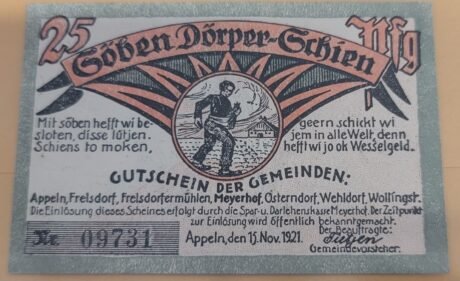 25 Söben Dörper-Schien Pfg
Mit söben hefft wi be-
sloten, disse lütjen
Schiens to moken,
geern schickt wi
jem in alle Welt, denn
hefft wi jo ok Wesselgeld.
GUTSCHEIN DER GEMEINDEN:
Appeln, Frelsdorf, Frelsdortermühlen, Meyerhof, Osterndorf, Wehldorf, Wollingst.
Die Einlösung dieses Scheines erfolgt durch die Spar- u. Darlehenskasse Meyerhof. Der Zeitpunkt
zur Einlösung wird öffentlich bekanntgemacht.
Nr. 09731
Appeln, den 15. Nov. 1921.
Der Beauftragte:
Tietjen
Gemeindevorsteher.